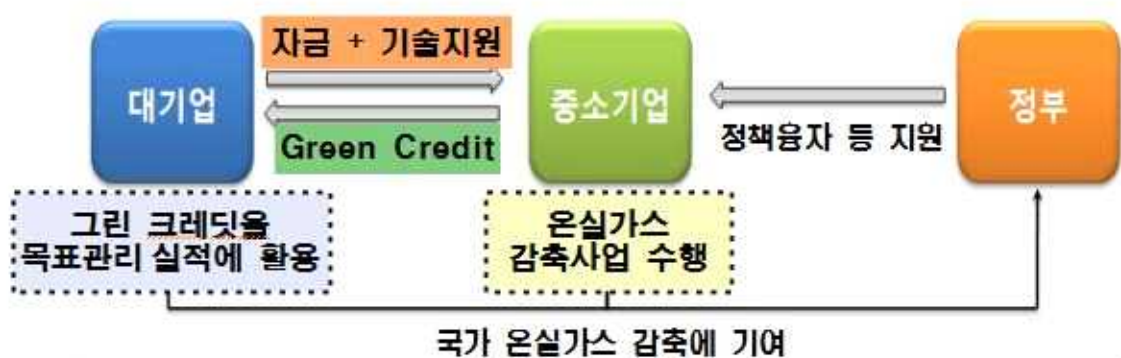 자금 + 기술지원
대기업
중소기업
정부
Green Credit
정책융자 등 지원
그린 크레딧을
목표관리 실적에 활용
온실가스
감축사업 수행
국가 온실가스 감축에 기여